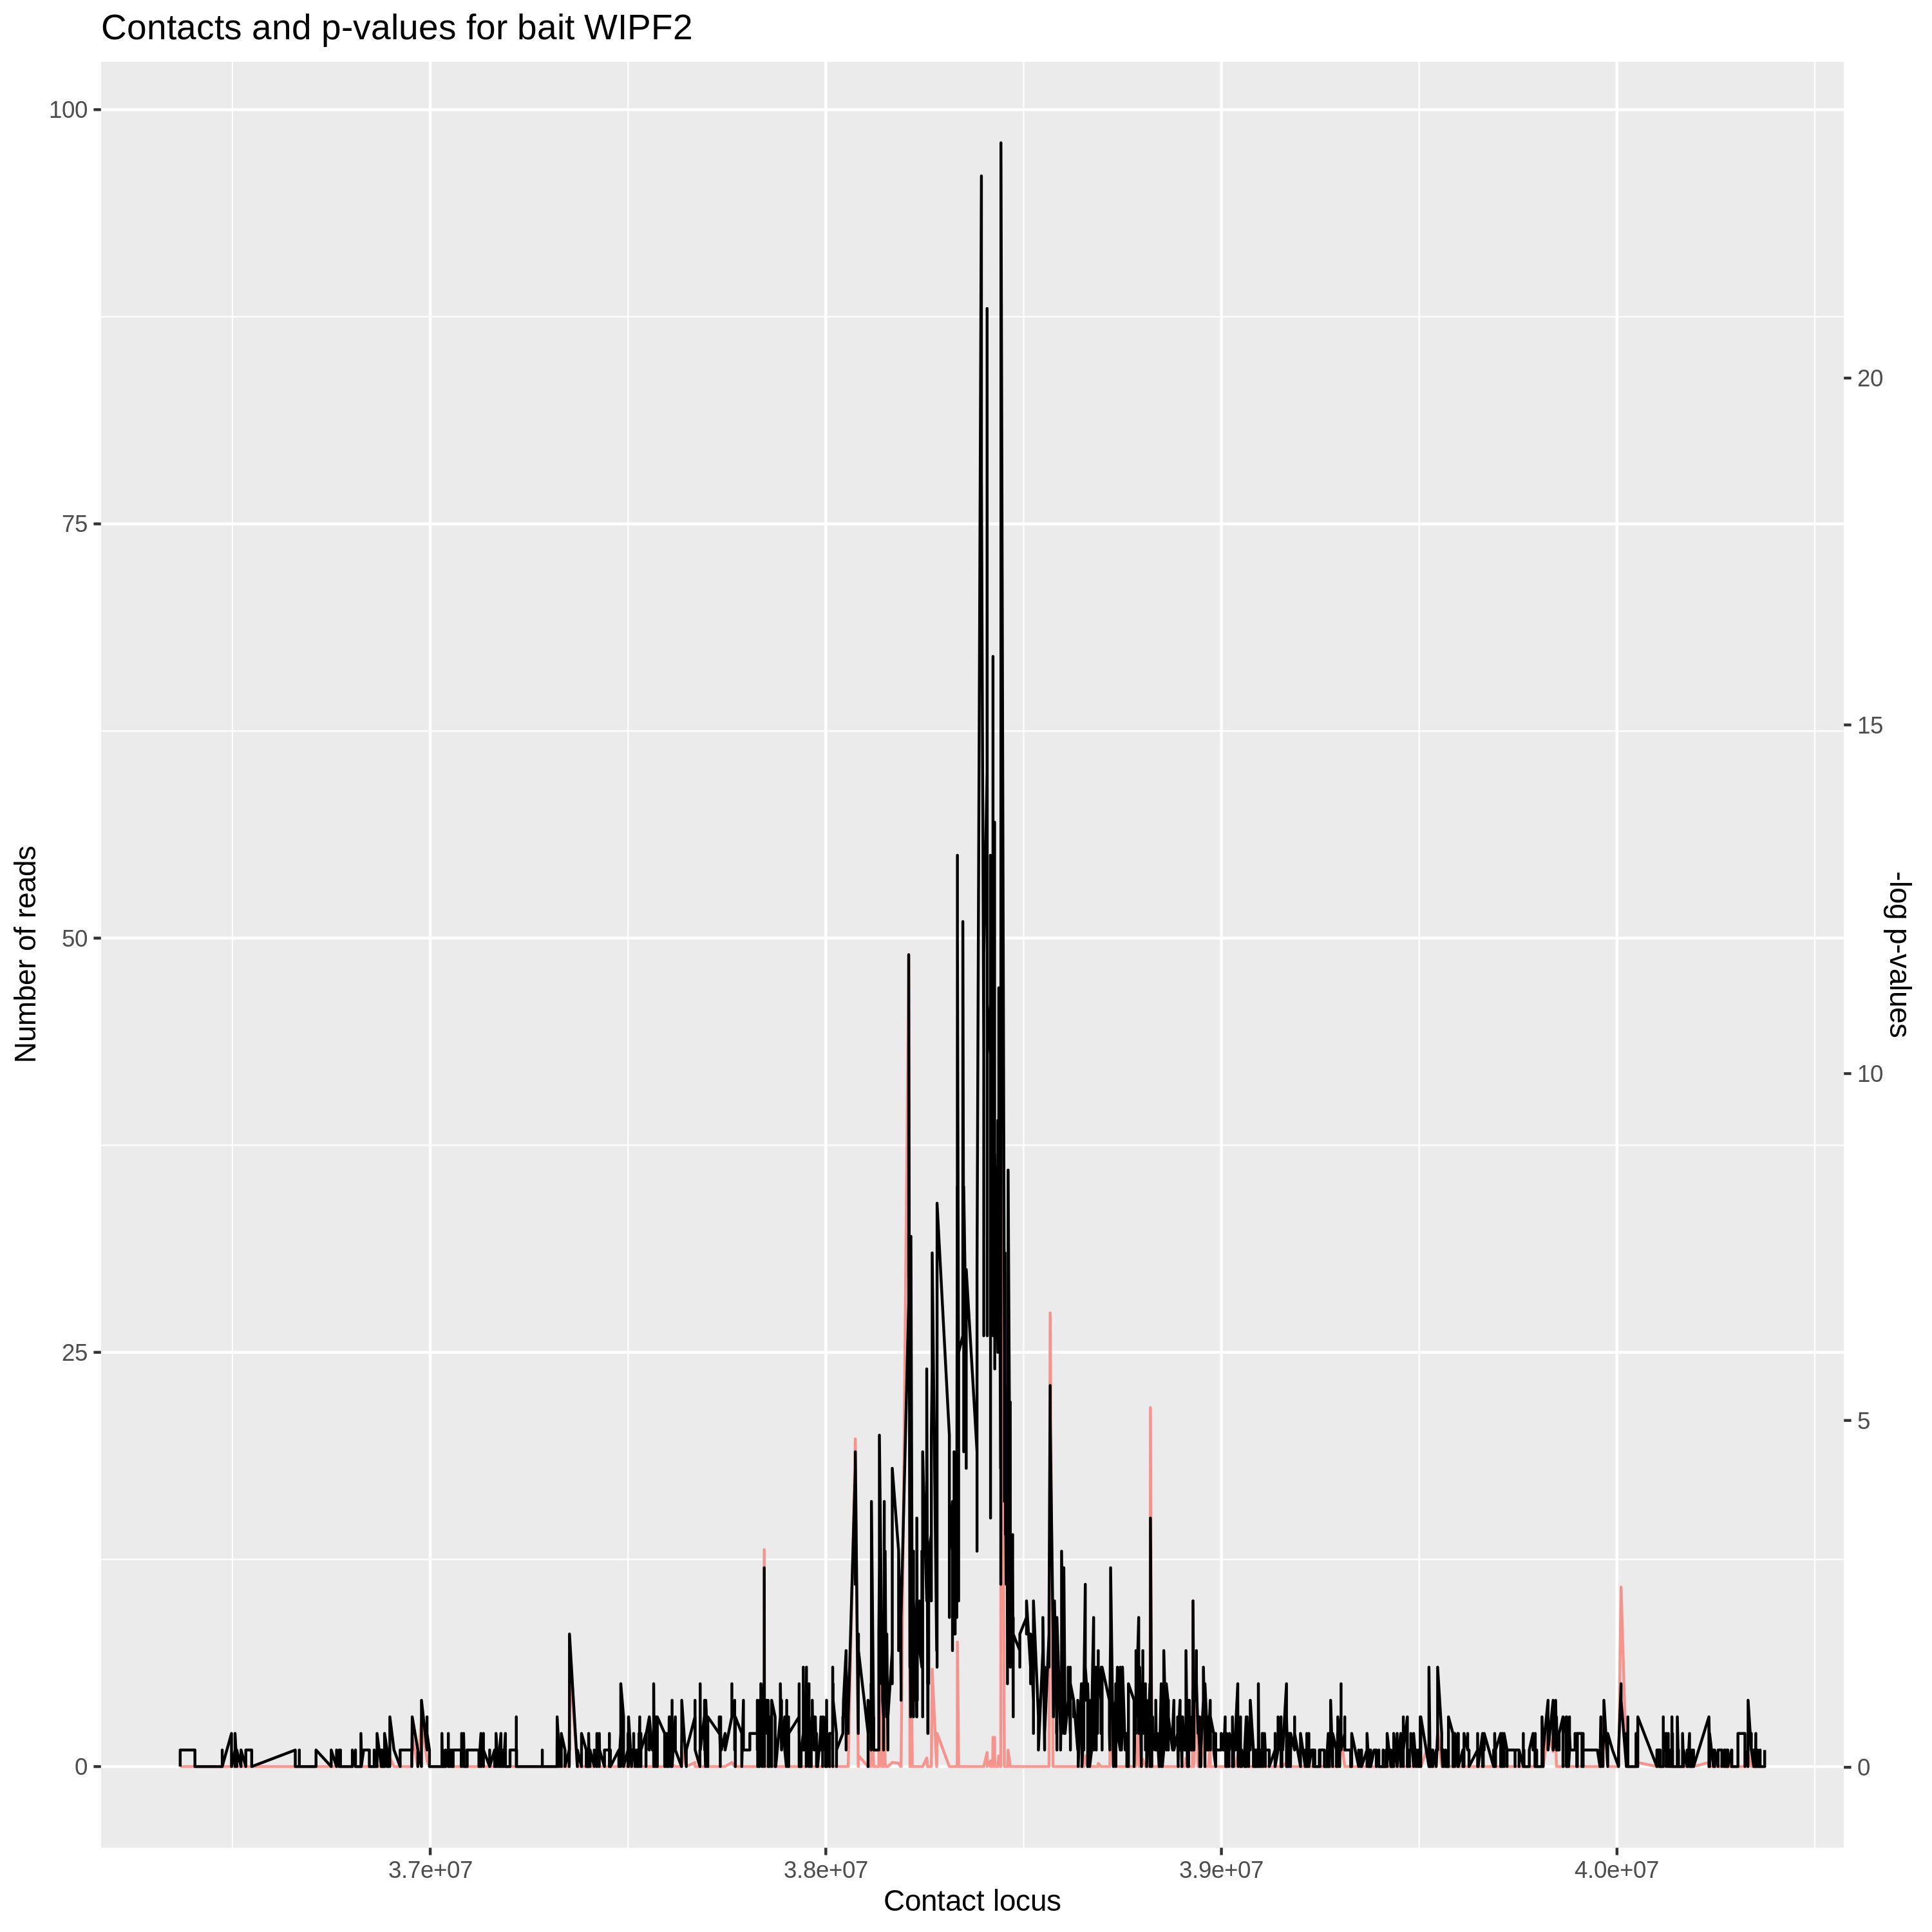 Contacts and p-values for bait WIPF2
100
75
50
25
0
Number of reads
20
15
10
5
0
-log p-values
3.7e+07
3.8e+07
3.9e+07
4.0e+07
Contact locus